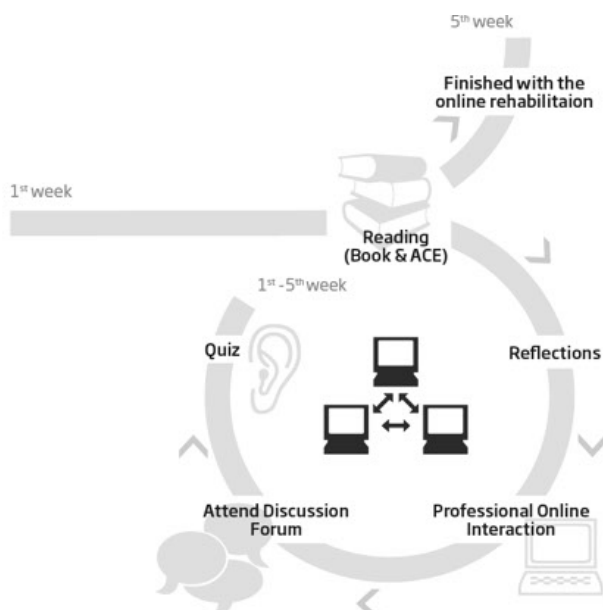 5th week
Finished with the
online rehabilitaion
1st week
Reading
(Book & ACE)
1st-5th week
Quiz
Reflections
Attend Discussion
Forum
Professional Online
Interaction